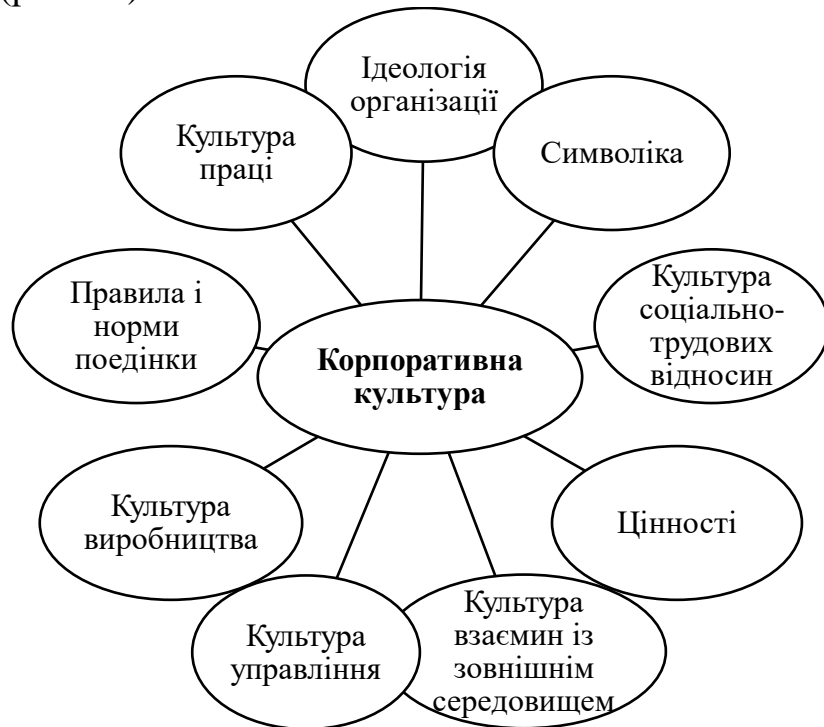 Ідеологія
організації
Культура
праці
Символіка
Правила і
норми
поедінки
Культура
соціально-
трудових
відносин
Корпоративна
культура
Культура
виробництва
Цінності
Культура
управління
Культура
взаємин із
зовнішнім
середовищем